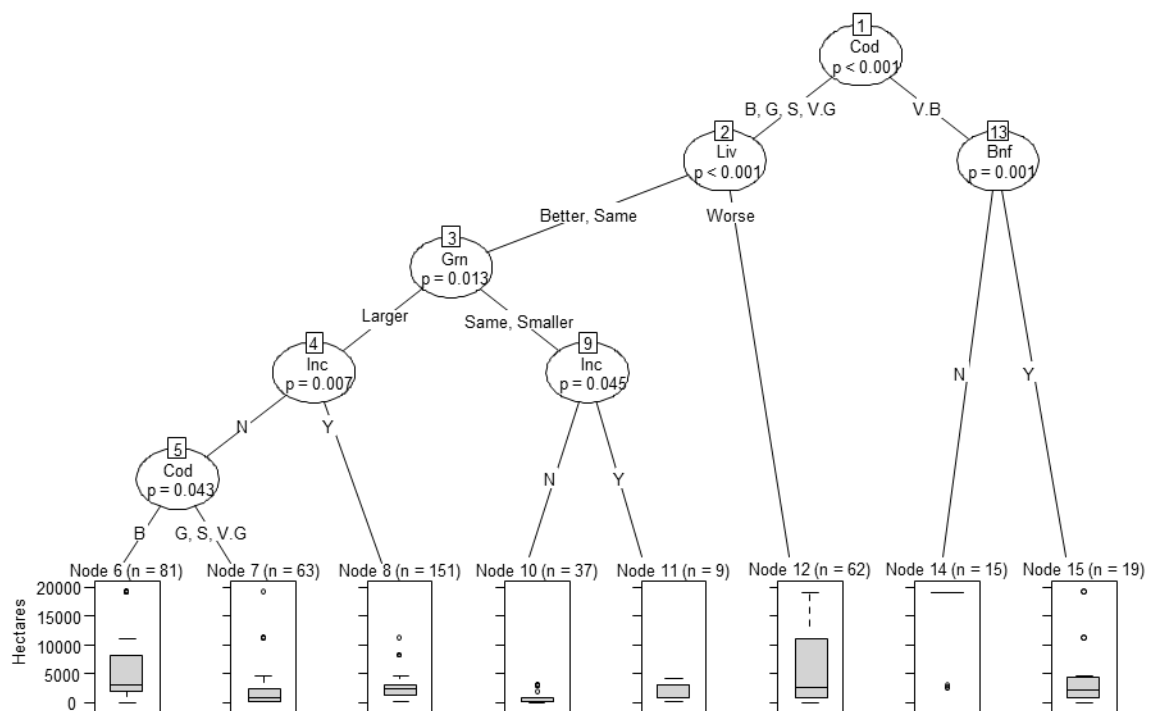 1
Cod
p < 0.001
B, G, S, V.G
V.B
2
Liv
p < 0.001
13
Bnf
p = 0.001
Better, Same
Worse
3
Grn
p = 0.013
Larger
Same, Smaller
4
Inc
p = 0.007
9
Inc
p = 0.045
N
Y
N
Y
5
Cod
p = 0.043
N
Y
B
G, S, V.G
Node 6 (n = 81)
Node 7 (n = 63)
Node 8 (n = 151)
Node 10 (n = 37)
Node 11 (n = 9)
Node 12 (n = 62)
Node 14 (n = 15)
Node 15 (n = 19)
Hectares
20000
15000
10000
5000
0